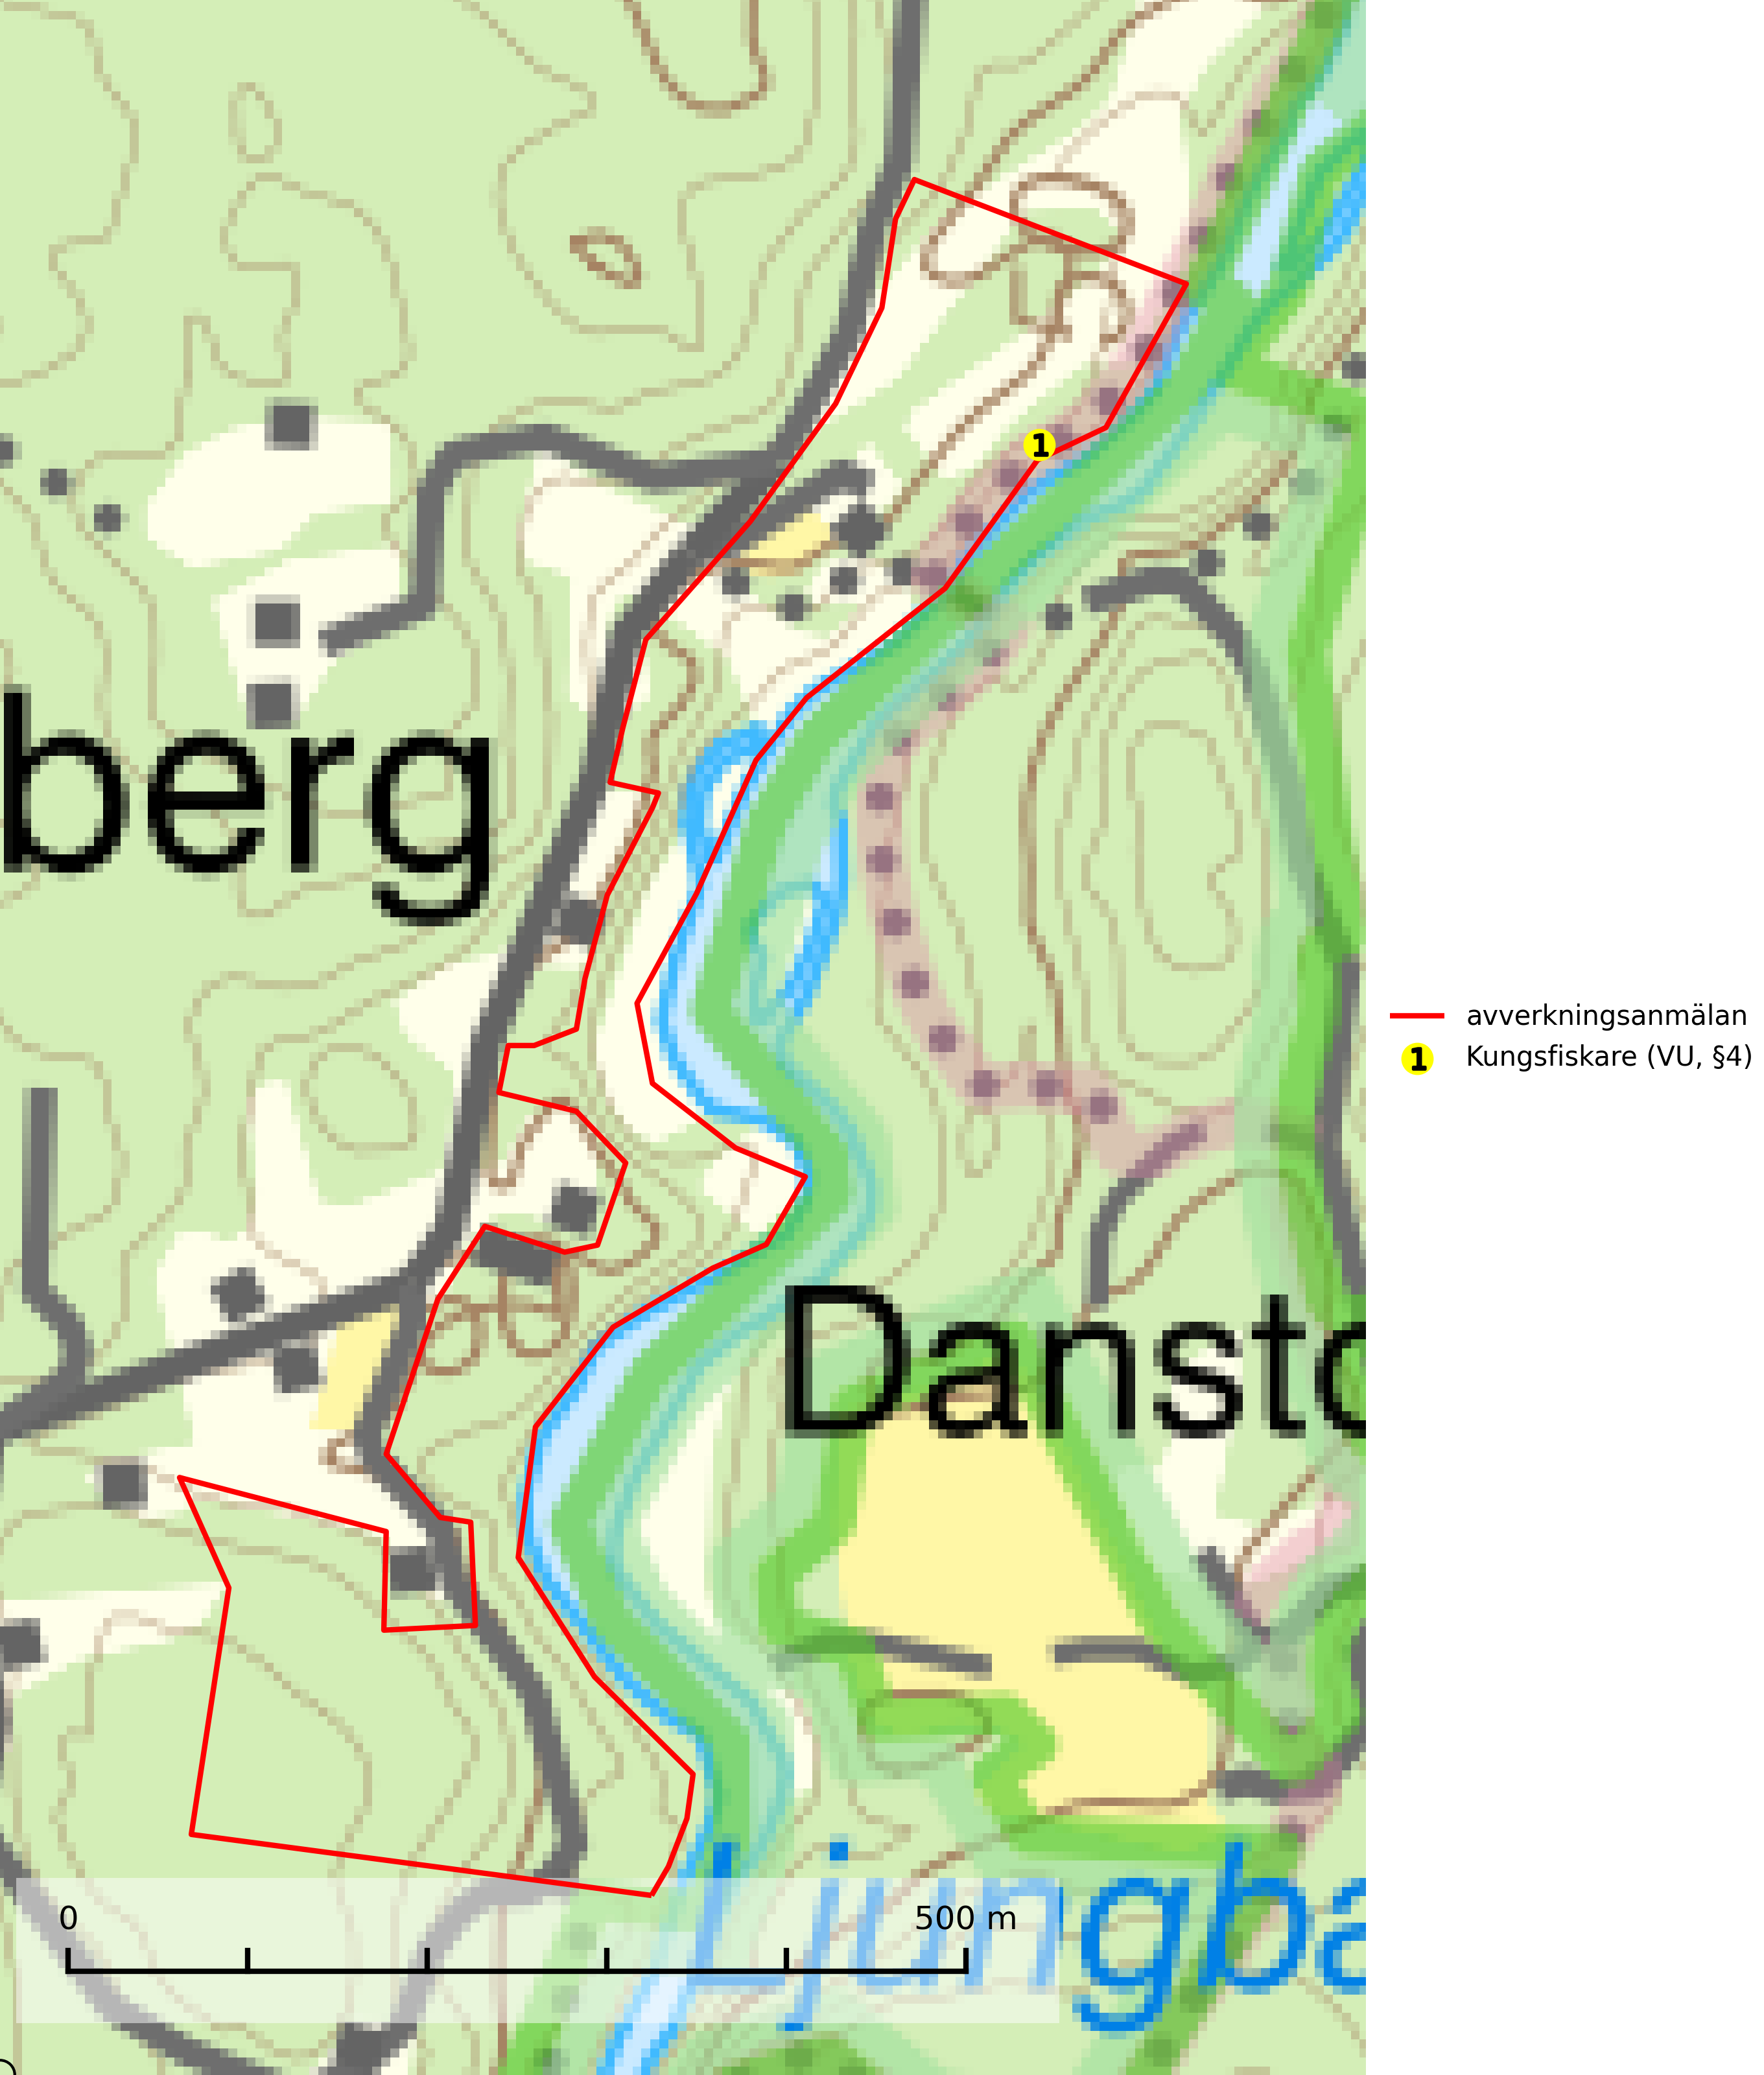 1
berg
avverkningsanmälan
1 Kungsfiskare (VU, §4)
Dansto
Ljungba
0 500 m